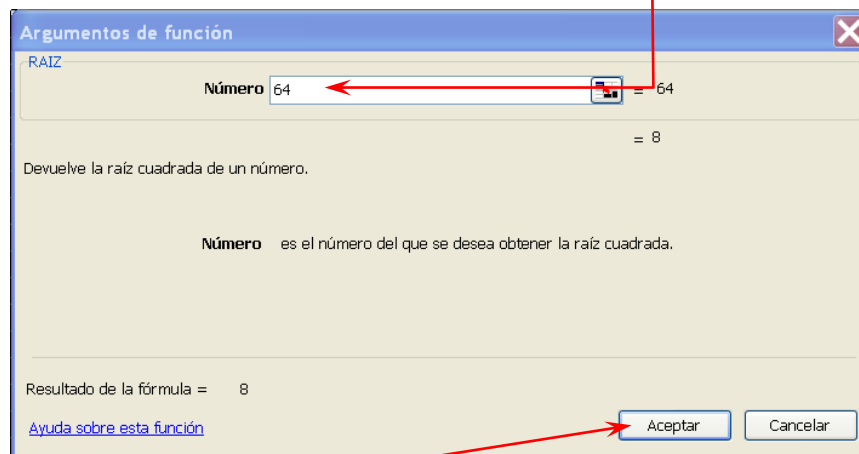 Argumentos de función
RAIZ
Número 64 = 64
= 8
Devuelve la raíz cuadrada de un número.
Número es el número del que se desea obtener la raíz cuadrada.
Resultado de la fórmula = 8
Ayuda sobre esta función Aceptar Cancelar